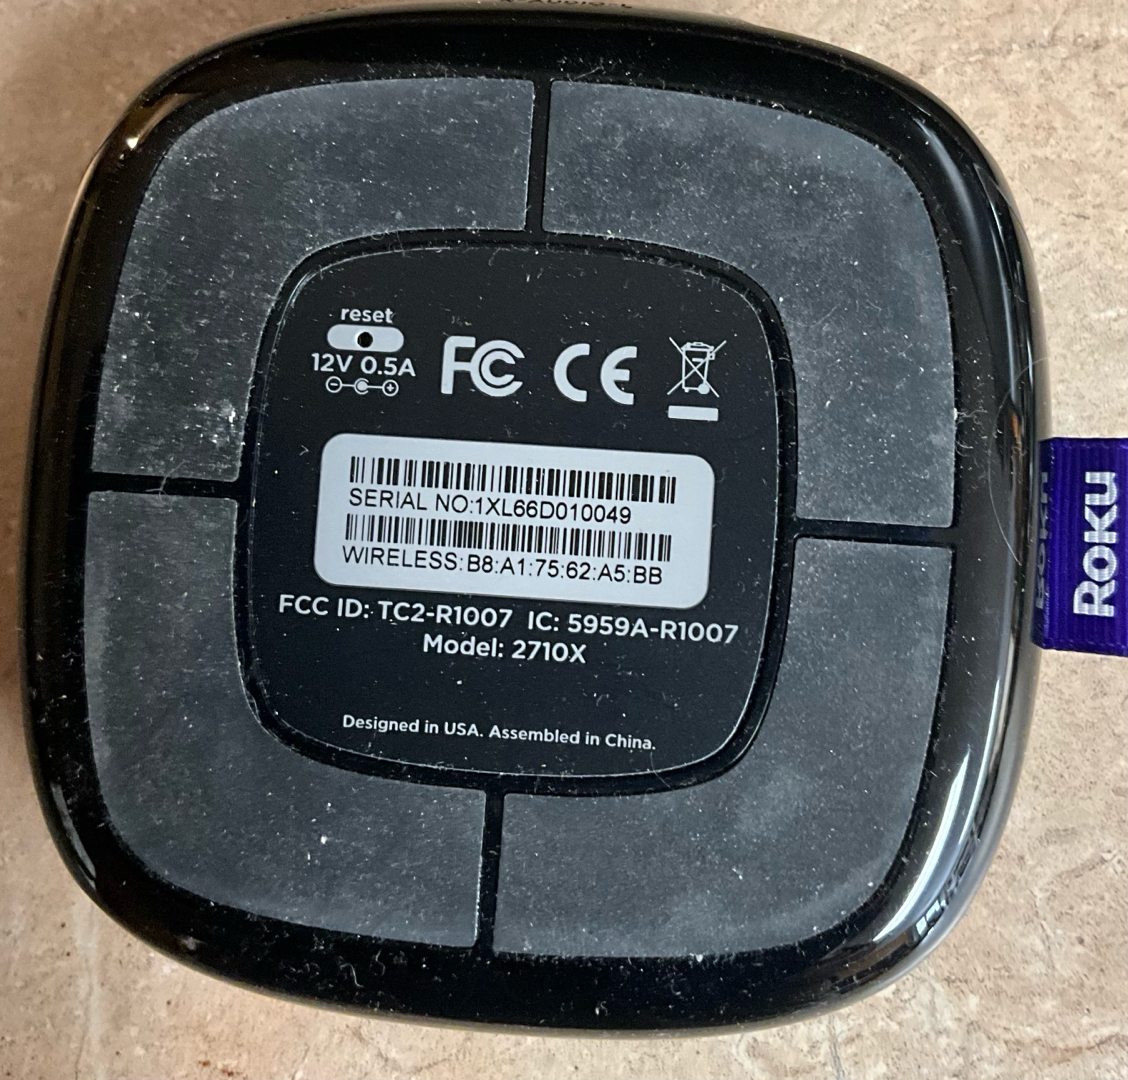 reset
12V 0.5A
FC CE
SERIAL NO:1XL66D010049
WIRELESS:B8:A1:75:62:A5:BB
FCC ID: TC2-R1007 IC: 5959A-R1007
Model: 2710X
Designed in USA. Assembled in China.
Roku